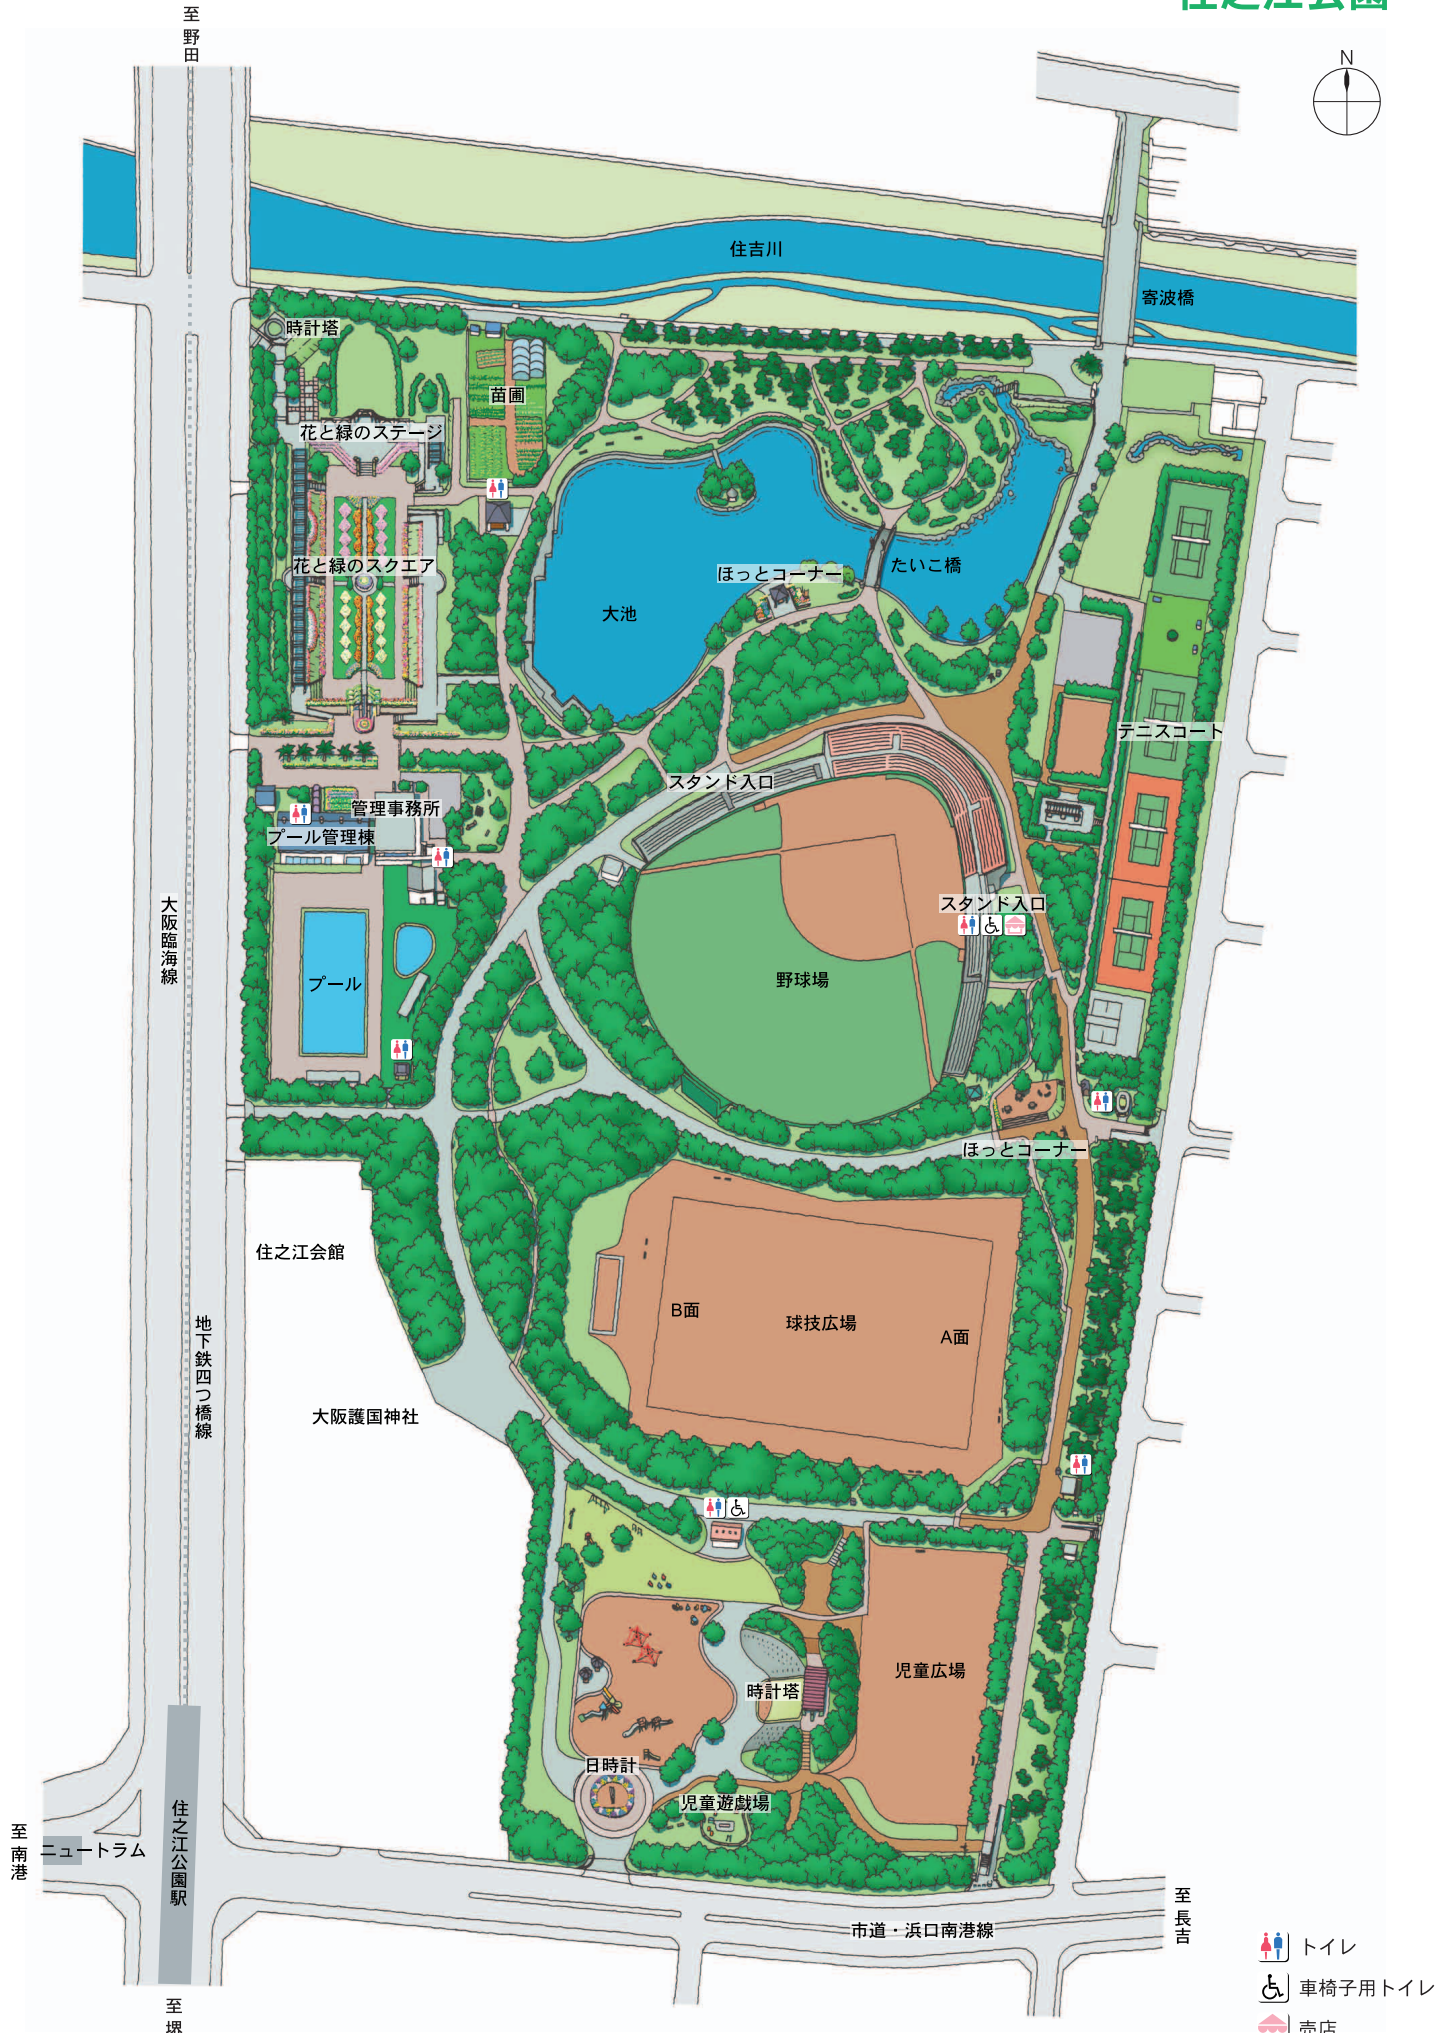 住之江公園
至野田
N
住吉川
寄波橋
時計塔
苗圃
花と緑のステージ
花と緑のスクエア
ほっとコーナー
たいこ橋
大池
テニスコート
スタンド入口
管理事務所
プール管理棟
スタンド入口
大阪臨海線
プール
野球場
ほっとコーナー
住之江会館
B面
球技広場
A面
地下鉄四つ橋線
大阪護国神社
児童広場
時計塔
日時計
児童遊戯場
住之江公園駅
至南港
ニュートラム
至長吉
市道・浜口南港線
至堺
トイレ
車椅子用トイレ
売店